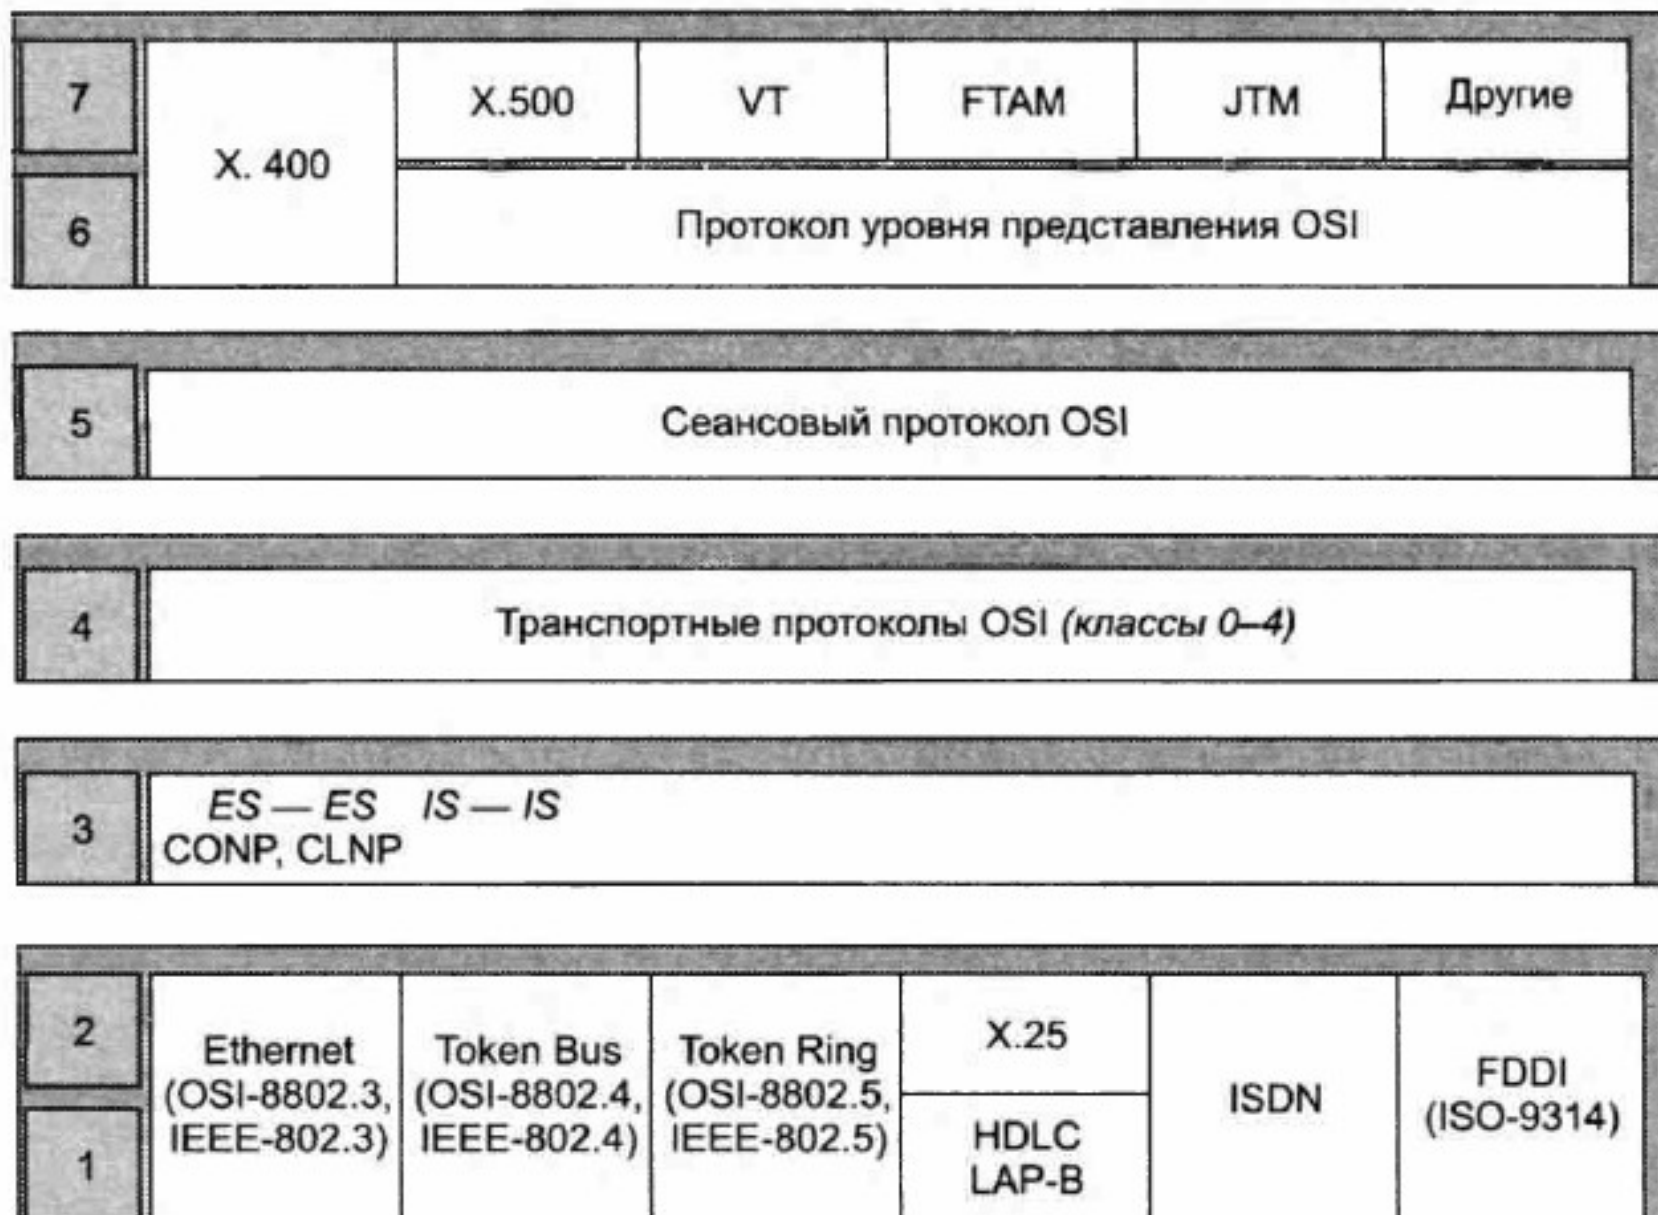 7
X. 400
X.500
VT
FTAM
JTM
Другие
6
Протокол уровня представления OSI
5
Сеансовый протокол OSI
4
Транспортные протоколы OSI (классы 0–4)
3
ES — ES IS — IS
CONP, CLNP
2
1
Ethernet
(OSI-8802.3,
IEEE-802.3)
Token Bus
(OSI-8802.4,
IEEE-802.4)
Token Ring
(OSI-8802.5,
IEEE-802.5)
X.25
HDLC
LAP-B
ISDN
FDDI
(ISO-9314)